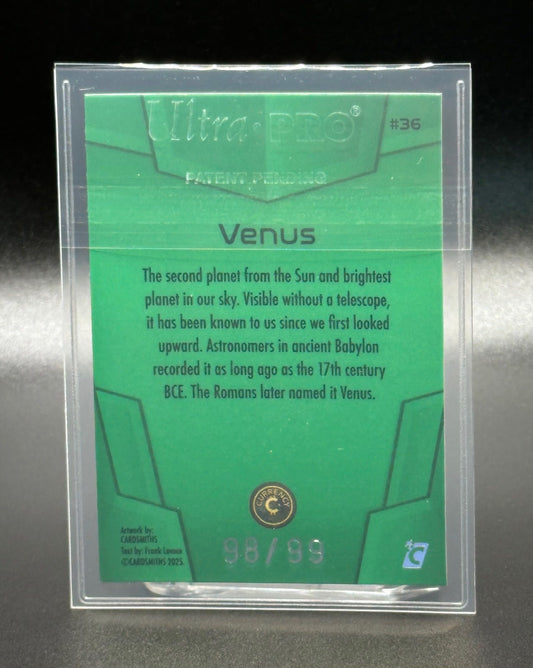 Ultra·PRO®
#36
PATENT PENDING
Venus
The second planet from the Sun and brightest
planet in our sky. Visible without a telescope,
it has been known to us since we first looked
upward. Astronomers in ancient Babylon
recorded it as long ago as the 17th century
BCE. The Romans later named it Venus.
CURRENCY
C
98/99
Artwork by:
CARDSMITHS
Text by: Frank Lavoux
©CARDSMITHS 2025.
C